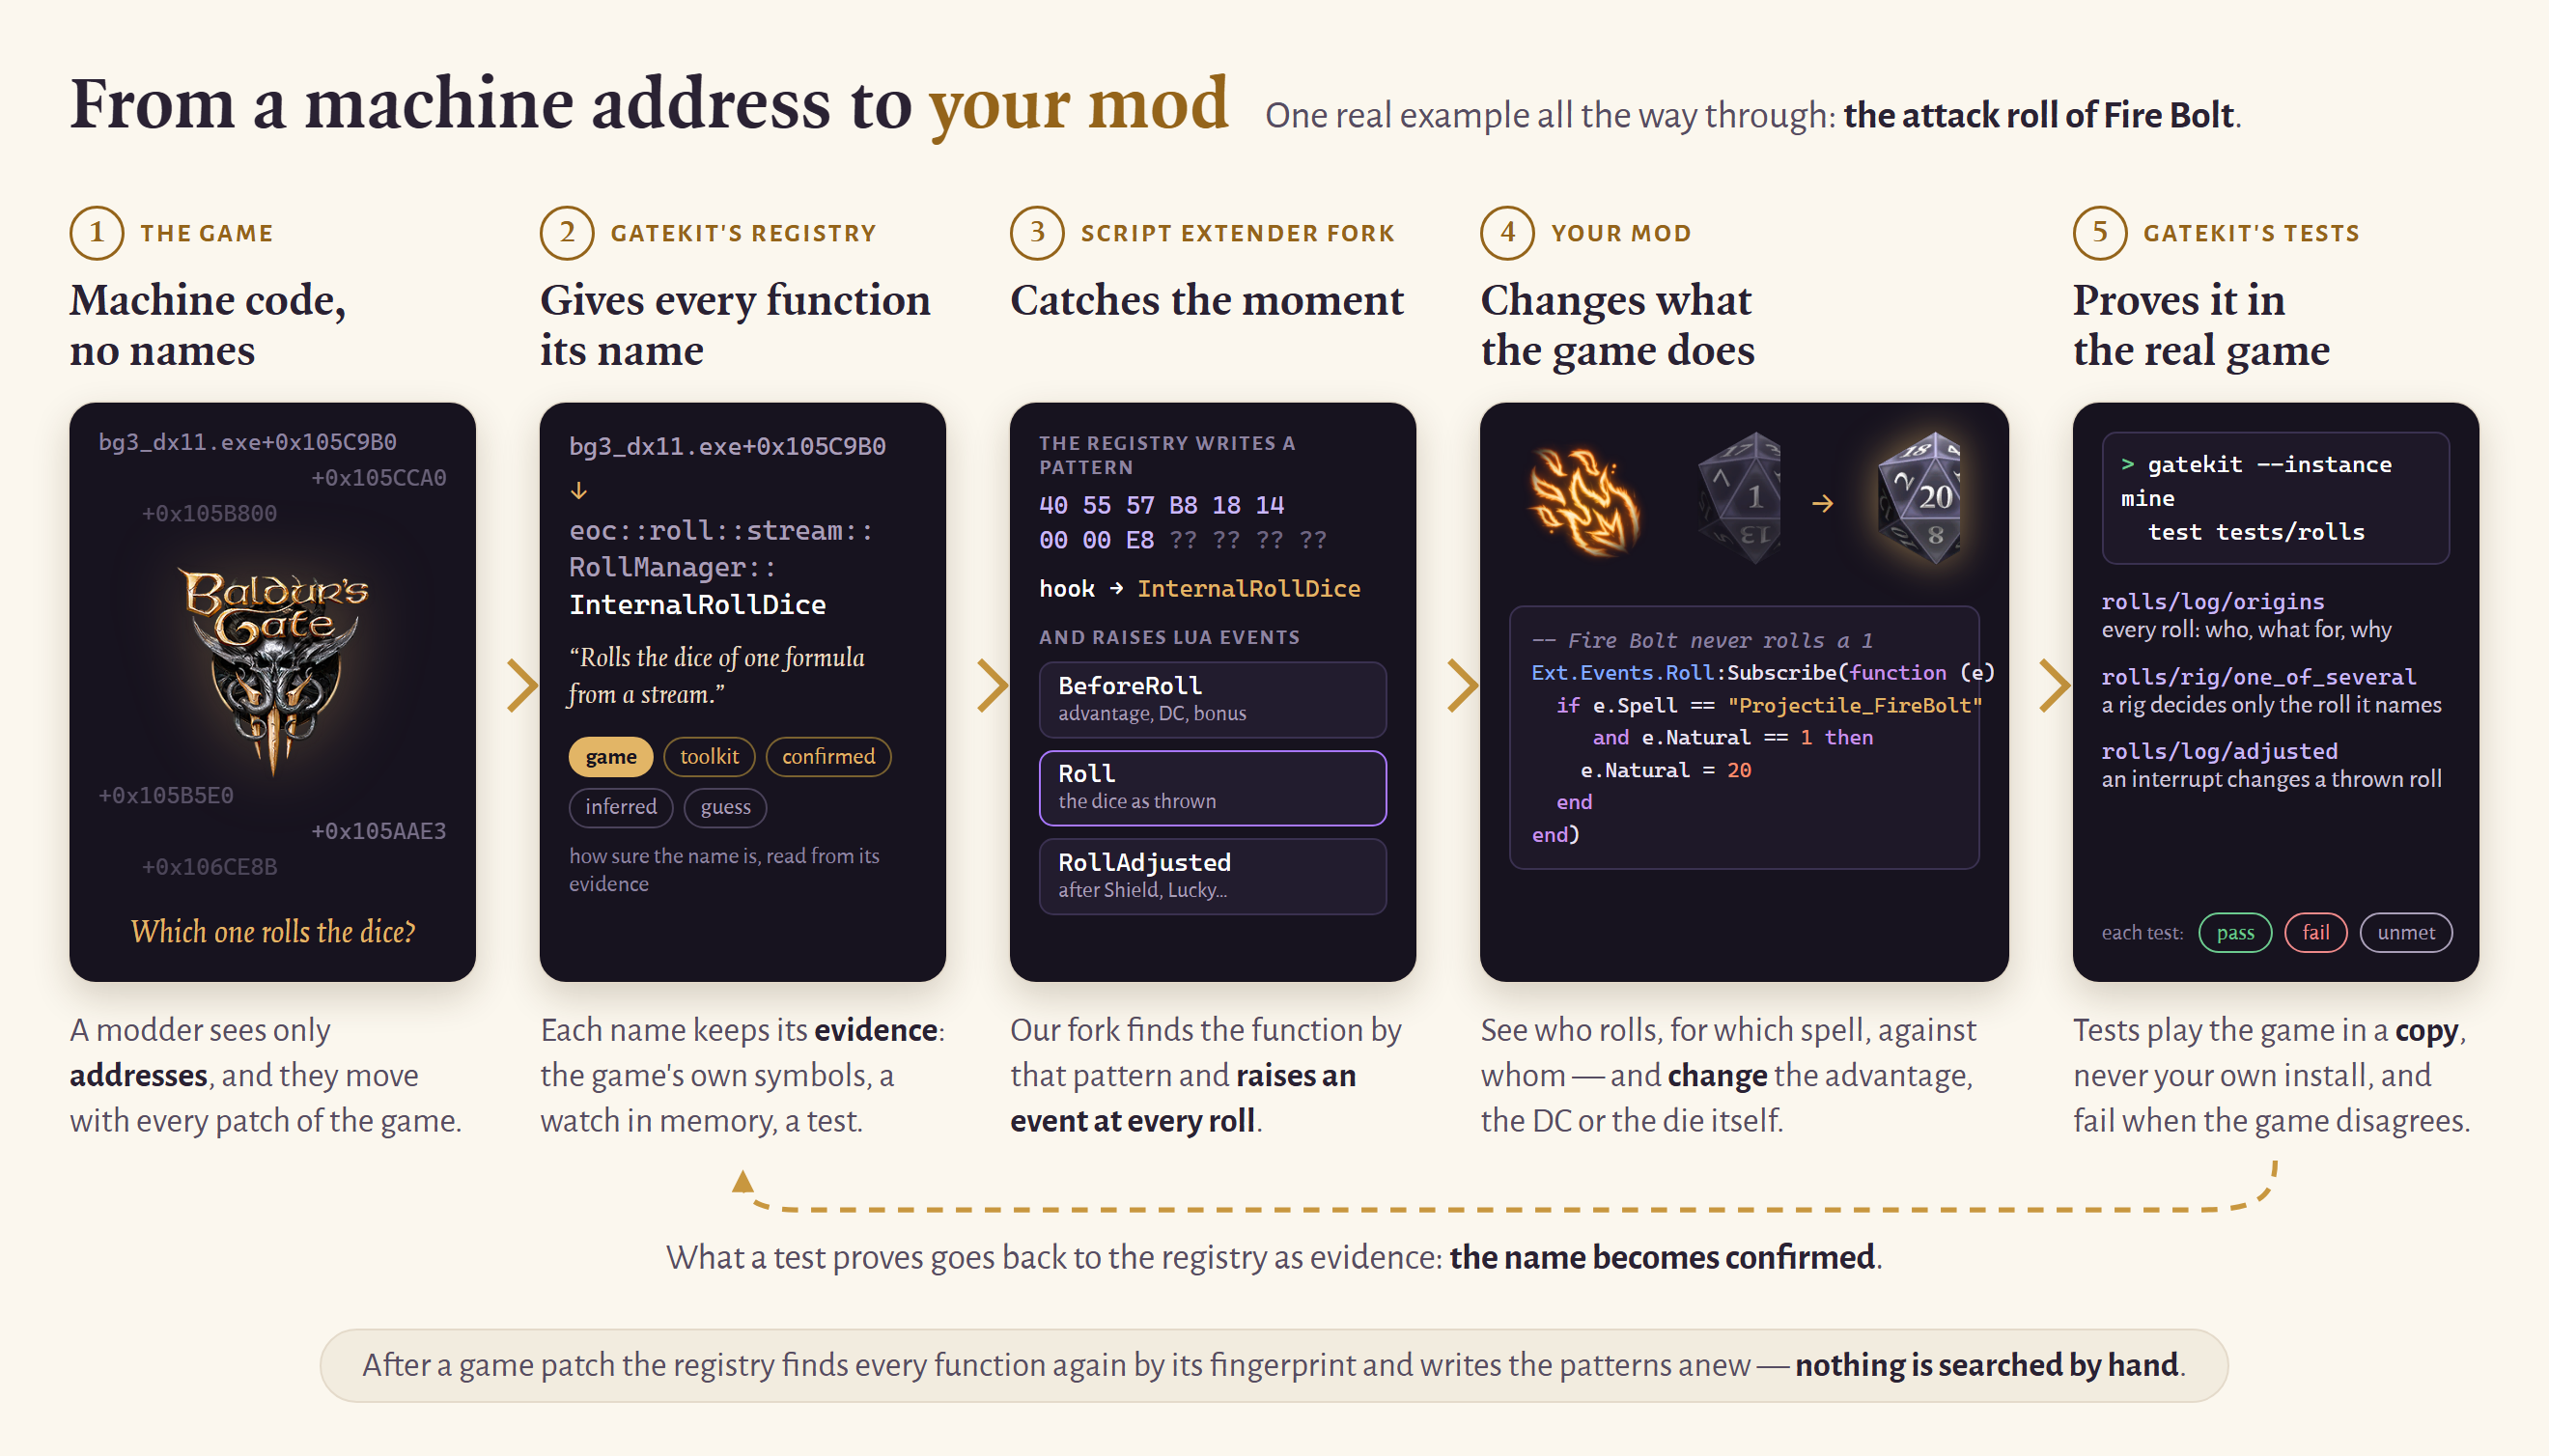 From a machine address to your mod One real example all the way through: the attack roll of Fire Bolt.
1 THE GAME
Machine code,
no names
bg3_dx11.exe+0x105C9B0
+0x105CCA0
+0x105B800
Baldur's
Gate
+0x105B5E0
+0x105AAE3
+0x106CE8B
Which one rolls the dice?
A modder sees only
addresses, and they move
with every patch of the game.
2 GATEKIT'S REGISTRY
Gives every function
its name
bg3_dx11.exe+0x105C9B0
↓
eoc::roll::stream::
RollManager::
InternalRollDice
“Rolls the dice of one formula
from a stream.”
game toolkit confirmed
inferred guess
how sure the name is, read from its
evidence
Each name keeps its evidence:
the game's own symbols, a
watch in memory, a test.
3 SCRIPT EXTENDER FORK
Catches the moment
THE REGISTRY WRITES A
PATTERN
40 55 57 B8 18 14
00 00 E8 ?? ?? ?? ??
hook → InternalRollDice
AND RAISES LUA EVENTS
BeforeRoll
advantage, DC, bonus
Roll
the dice as thrown
RollAdjusted
after Shield, Lucky…
Our fork finds the function by
that pattern and raises an
event at every roll.
4 YOUR MOD
Changes what
the game does
17 7 1 13 → 18 2 20 8
-- Fire Bolt never rolls a 1
Ext.Events.Roll:Subscribe(function (e)
if e.Spell == "Projectile_FireBolt"
and e.Natural == 1 then
e.Natural = 20
end
end)
See who rolls, for which spell, against
whom — and change the advantage,
the DC or the die itself.
5 GATEKIT'S TESTS
Proves it in
the real game
> gatekit --instance
mine
test tests/rolls
rolls/log/origins
every roll: who, what for, why
rolls/rig/one_of_several
a rig decides only the roll it names
rolls/log/adjusted
an interrupt changes a thrown roll
each test: pass fail unmet
Tests play the game in a copy,
never your own install, and
fail when the game disagrees.
What a test proves goes back to the registry as evidence: the name becomes confirmed.
After a game patch the registry finds every function again by its fingerprint and writes the patterns anew — nothing is searched by hand.